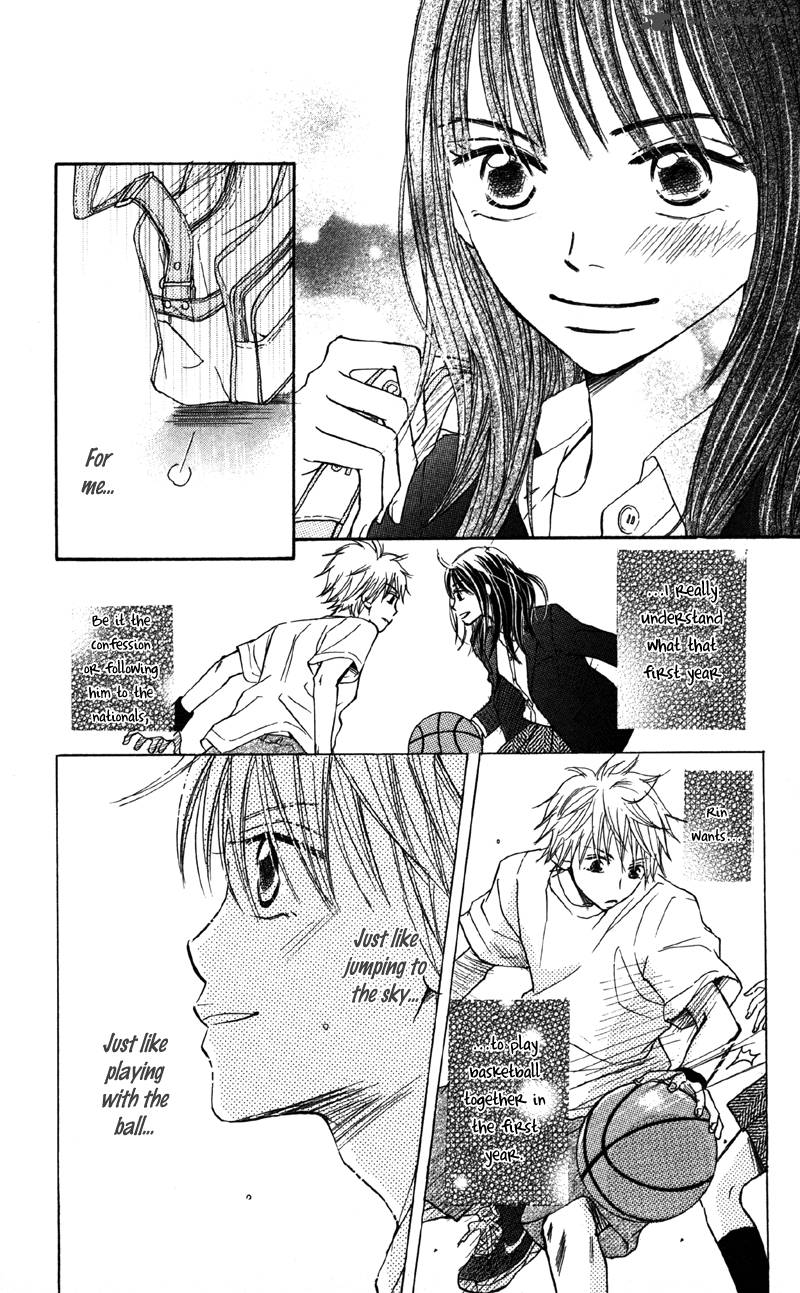 For
me...
...I really
understand
what that
first year
Be it the
confession
or following
him to the
nationals,
Rin
wants...
...to play
basketball
together in
the first
year.
Just like
jumping to
the sky...
Just like
playing
with the
ball...